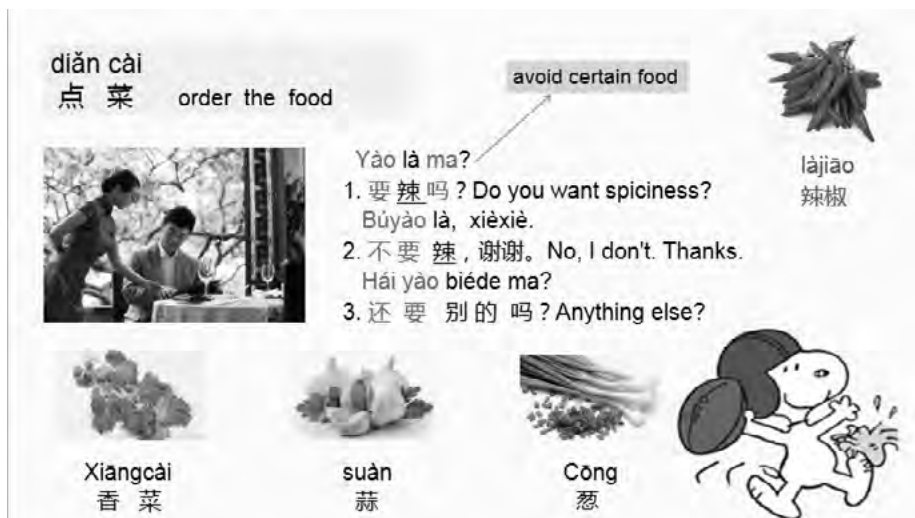 diǎn cài
点 菜 order the food
avoid certain food
làjiāo
辣椒
Yào là ma?
1. 要 辣 吗？Do you want spiciness?
Búyào là, xièxiè.
2. 不 要 辣，谢谢。No, I don't. Thanks.
Hái yào biéde ma?
3. 还 要 别 的 吗？Anything else?
Xiāngcài
香 菜
suàn
蒜
Cōng
葱